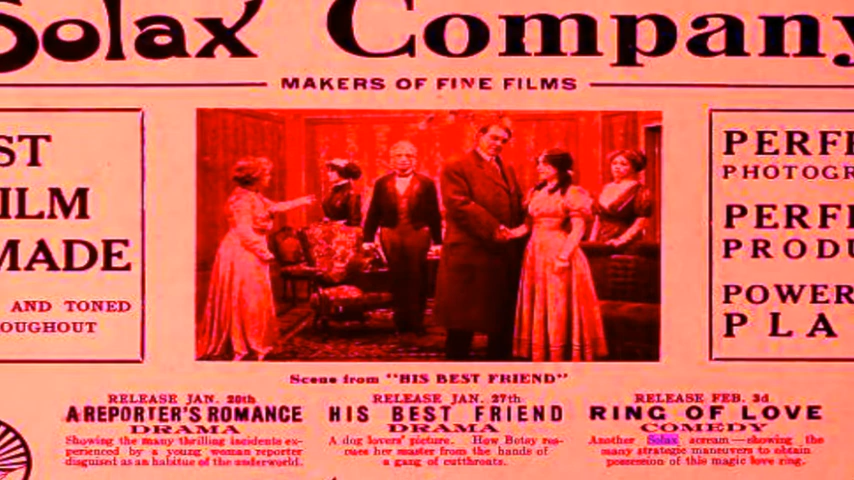 Solax Company
MAKERS OF FINE FILMS
ST
ILM
MADE
AND TONED
OUGHOUT
PERF
PHOTOGR
PERF
PRODU
POWER
PLA
Scene from "HIS BEST FRIEND"
RELEASE JAN. 20th
A REPORTER'S ROMANCE
DRAMA
Showing the many thrilling incidents ex-
perienced by a young woman reporter
disguised as an habitue of the underworld.
RELEASE JAN. 27th
HIS BEST FRIEND
DRAMA
A dog lovers' picture. How Betsy res-
cues her master from the hands of
a gang of cutthroats.
RELEASE FEB. 3d
RING OF LOVE
COMEDY
Another Solax scream—showing the
many strategic maneuvers to obtain
possession of this magic love ring.